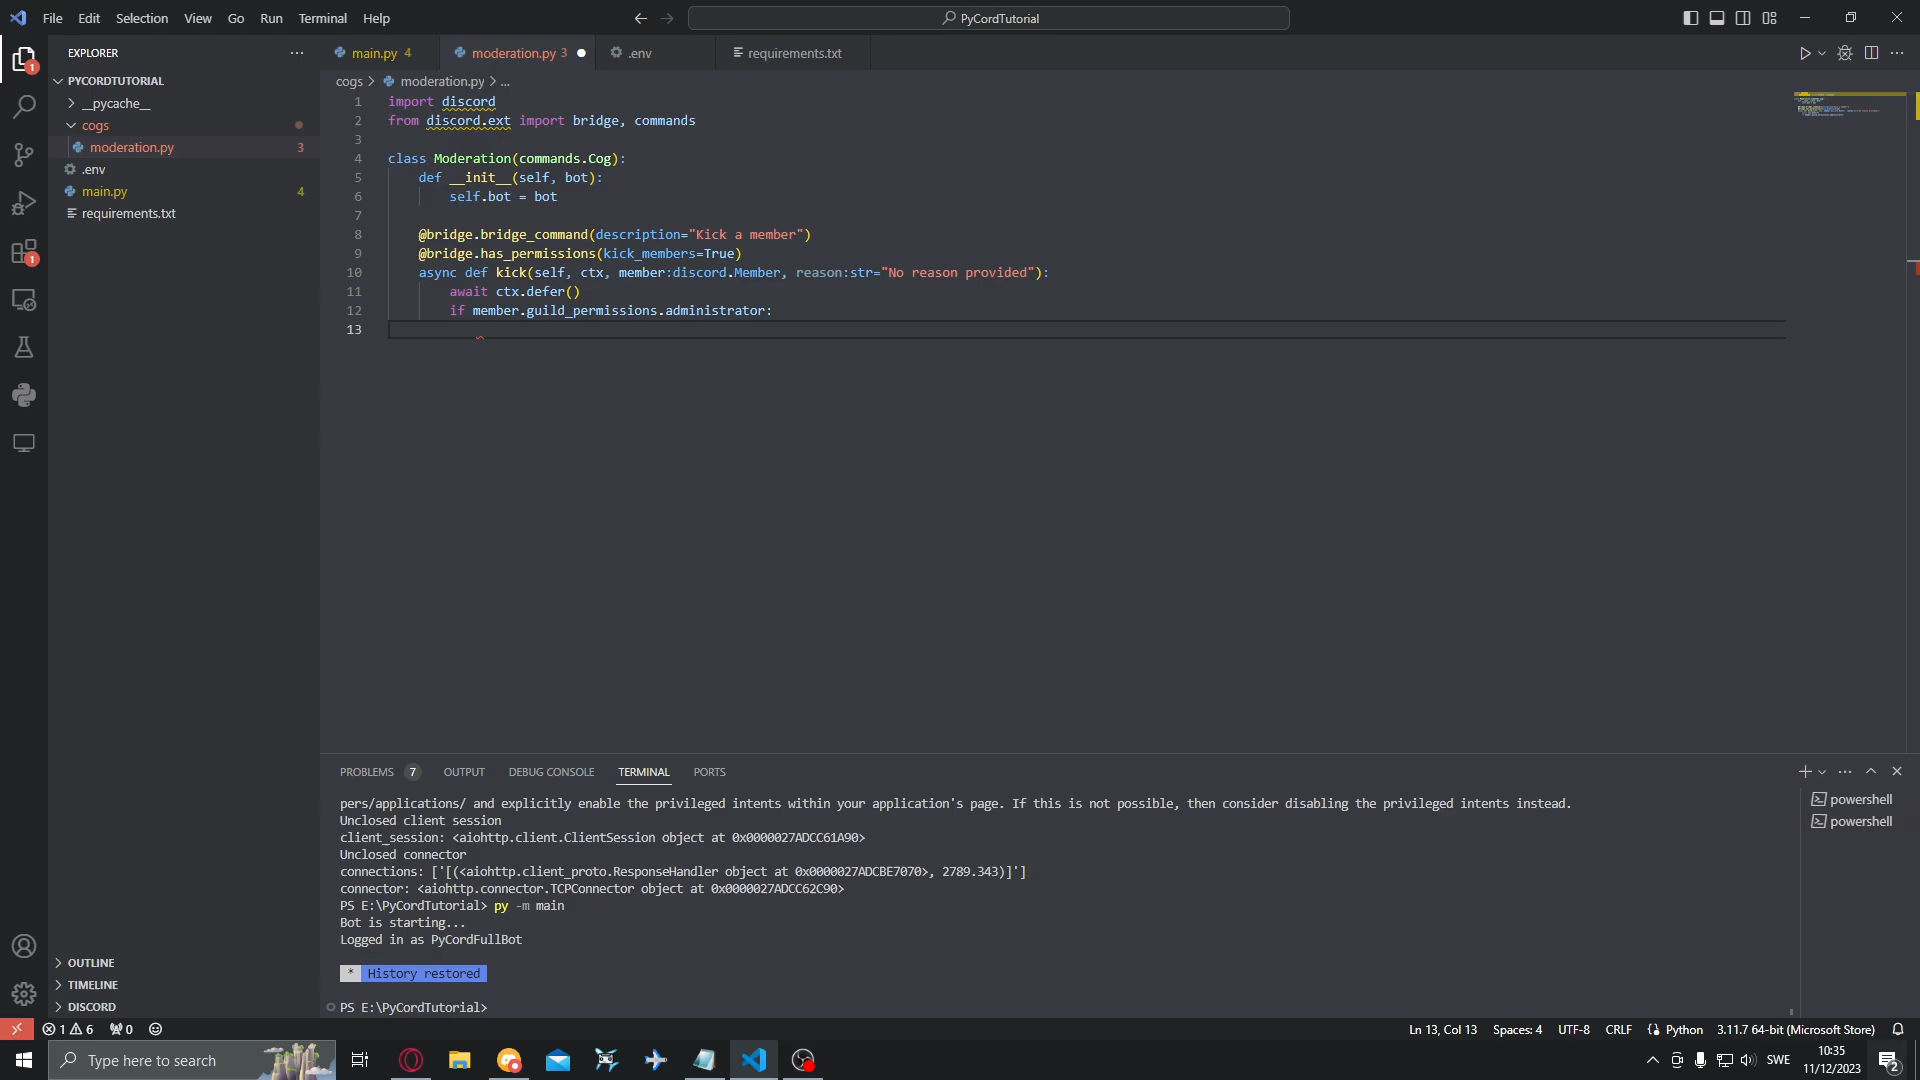 File Edit Selection View Go Run Terminal Help
PyCordTutorial
EXPLORER
PYCORDTUTORIAL
__pycache__
cogs
moderation.py 3
.env
main.py 4
requirements.txt
OUTLINE
TIMELINE
DISCORD
main.py 4 moderation.py 3 .env requirements.txt
cogs > moderation.py > ...
1 import discord
2 from discord.ext import bridge, commands
3
4 class Moderation(commands.Cog):
5 def __init__(self, bot):
6 self.bot = bot
7
8 @bridge.bridge_command(description="Kick a member")
9 @bridge.has_permissions(kick_members=True)
10 async def kick(self, ctx, member:discord.Member, reason:str="No reason provided"):
11 await ctx.defer()
12 if member.guild_permissions.administrator:
13
PROBLEMS 7 OUTPUT DEBUG CONSOLE TERMINAL PORTS
pers/applications/ and explicitly enable the privileged intents within your application's page. If this is not possible, then consider disabling the privileged intents instead.
Unclosed client session
client_session: <aiohttp.client.ClientSession object at 0x0000027ADCC61A90>
Unclosed connector
connections: ['[(<aiohttp.client_proto.ResponseHandler object at 0x0000027ADCBE7070>, 2789.343)]']
connector: <aiohttp.connector.TCPConnector object at 0x0000027ADCC62C90>
PS E:\PyCordTutorial> py -m main
Bot is starting...
Logged in as PyCordFullBot
* History restored
PS E:\PyCordTutorial>
powershell
powershell
1 6 0
Ln 13, Col 13 Spaces: 4 UTF-8 CRLF Python 3.11.7 64-bit (Microsoft Store)
Type here to search
SWE
10:35
11/12/2023
2
1
1